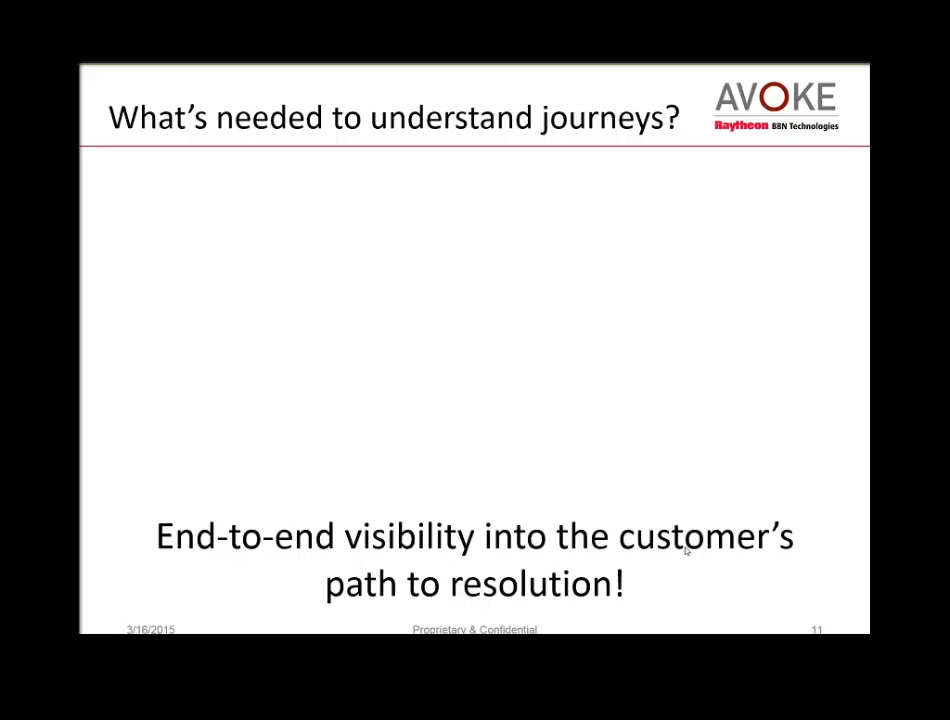 What's needed to understand journeys?
AVOKE
Raytheon BBN Technologies
End-to-end visibility into the customer's
path to resolution!
3/16/2015 Proprietary & Confidential 11